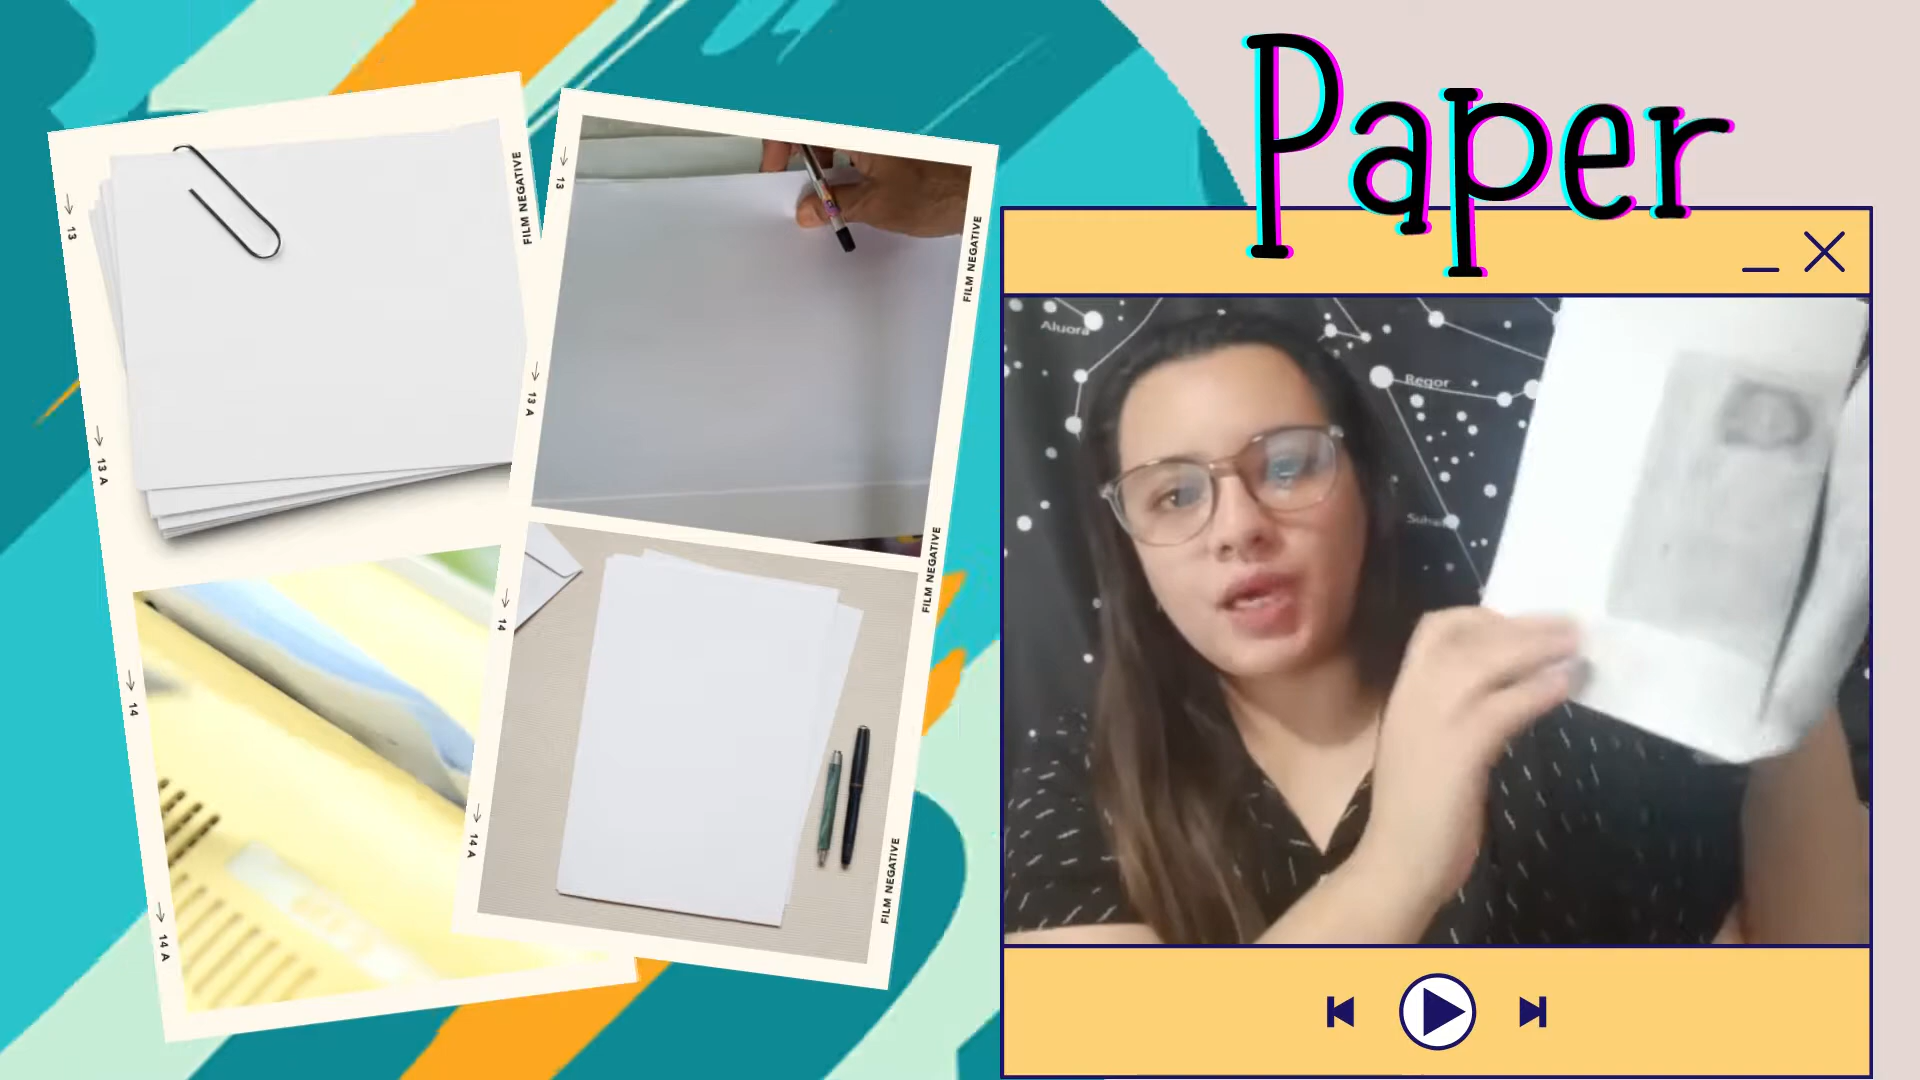 Paper
FILM NEGATIVE
13
13 A
14
14 A
13
FILM NEGATIVE
13 A
FILM NEGATIVE
14
14 A
FILM NEGATIVE
Aluora
Regor